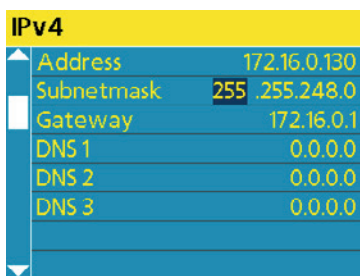 IPv4
Address 172.16.0.130
Subnetmask 255 .255.248.0
Gateway 172.16.0.1
DNS 1 0.0.0.0
DNS 2 0.0.0.0
DNS 3 0.0.0.0